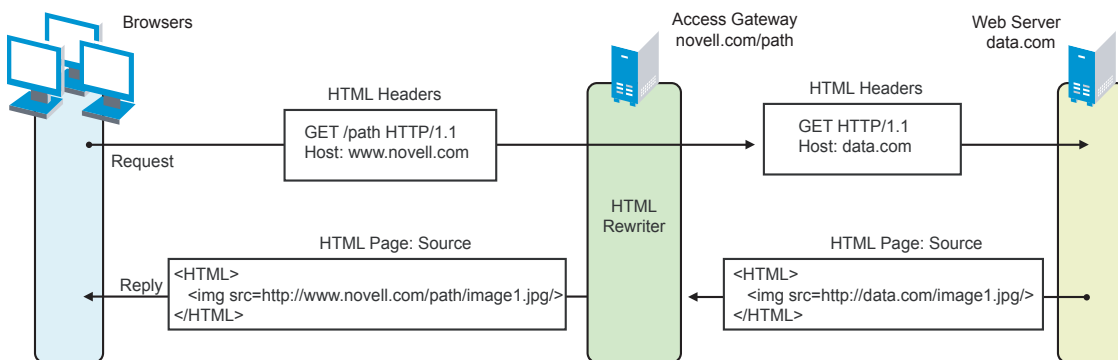 Browsers
Access Gateway
novell.com/path
Web Server
data.com
HTML Headers
GET /path HTTP/1.1
Host: www.novell.com
HTML Headers
GET HTTP/1.1
Host: data.com
Request
HTML
Rewriter
HTML Page: Source
<HTML>
<img src=http://www.novell.com/path/image1.jpg/>
</HTML>
Reply
HTML Page: Source
<HTML>
<img src=http://data.com/image1.jpg/>
</HTML>